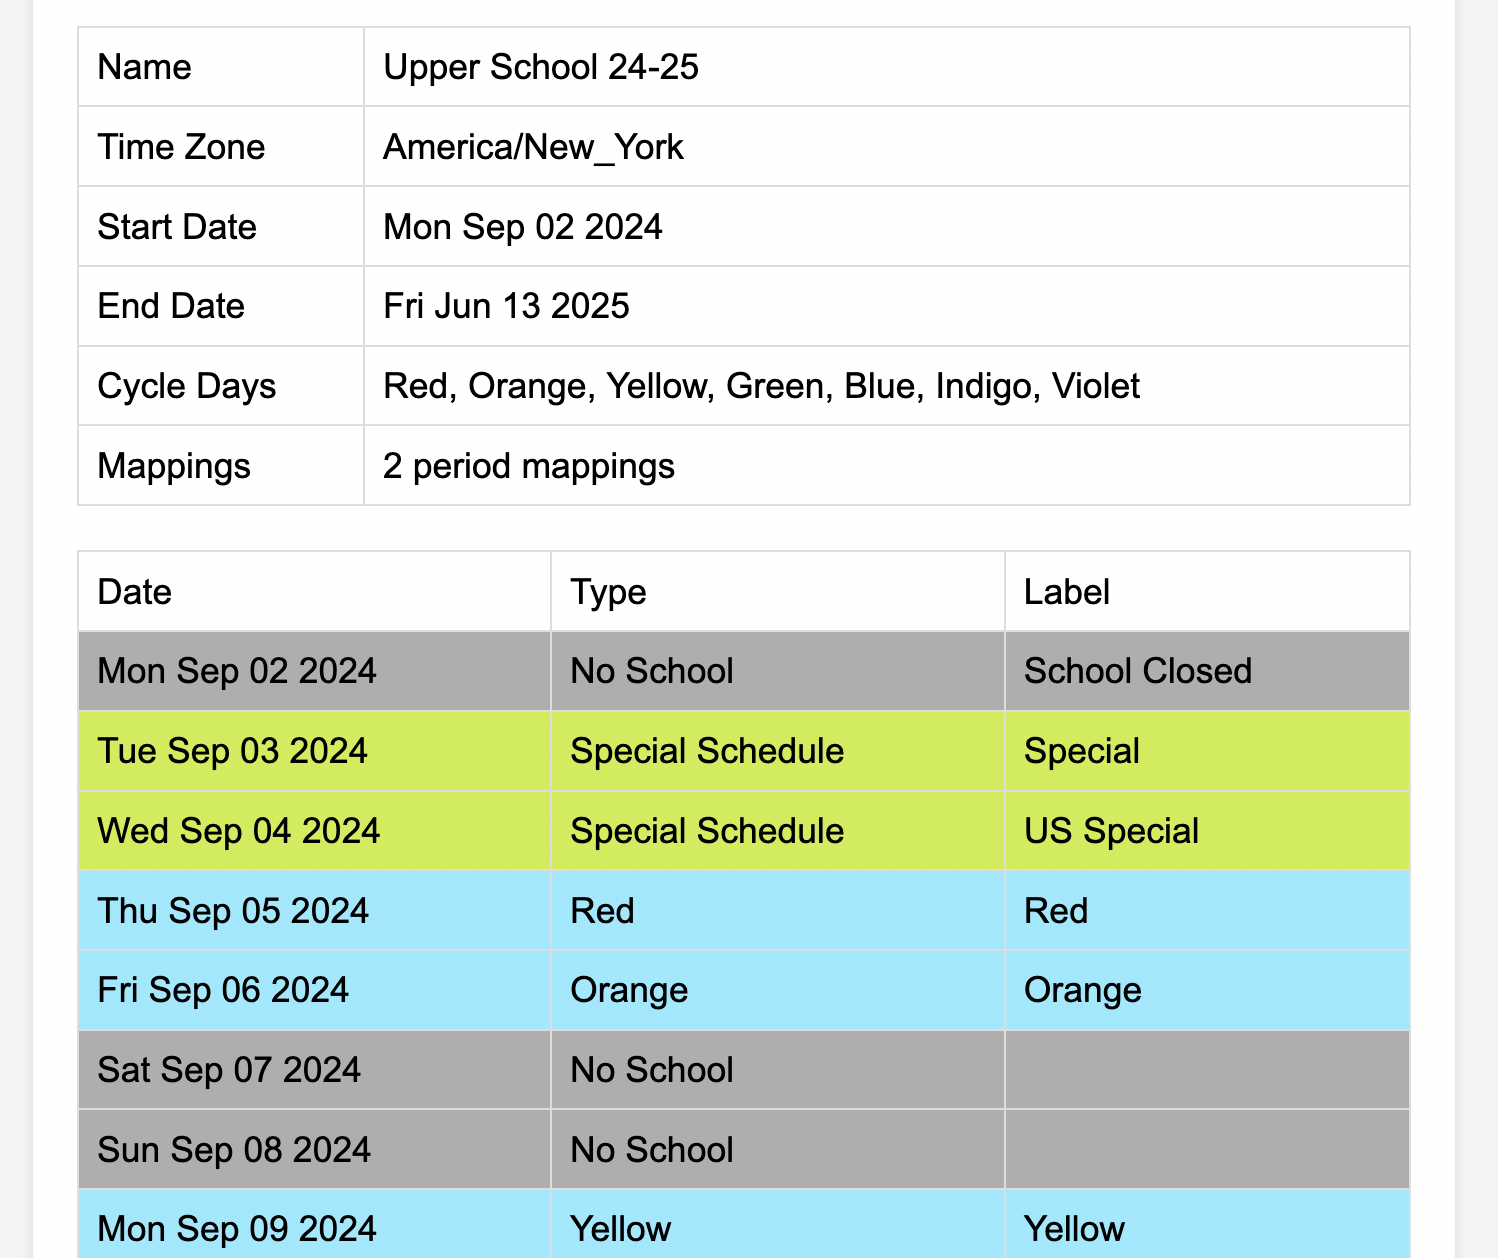 Name Upper School 24-25
Time Zone America/New_York
Start Date Mon Sep 02 2024
End Date Fri Jun 13 2025
Cycle Days Red, Orange, Yellow, Green, Blue, Indigo, Violet
Mappings 2 period mappings
Date Type Label
Mon Sep 02 2024 No School School Closed
Tue Sep 03 2024 Special Schedule Special
Wed Sep 04 2024 Special Schedule US Special
Thu Sep 05 2024 Red Red
Fri Sep 06 2024 Orange Orange
Sat Sep 07 2024 No School
Sun Sep 08 2024 No School
Mon Sep 09 2024 Yellow Yellow